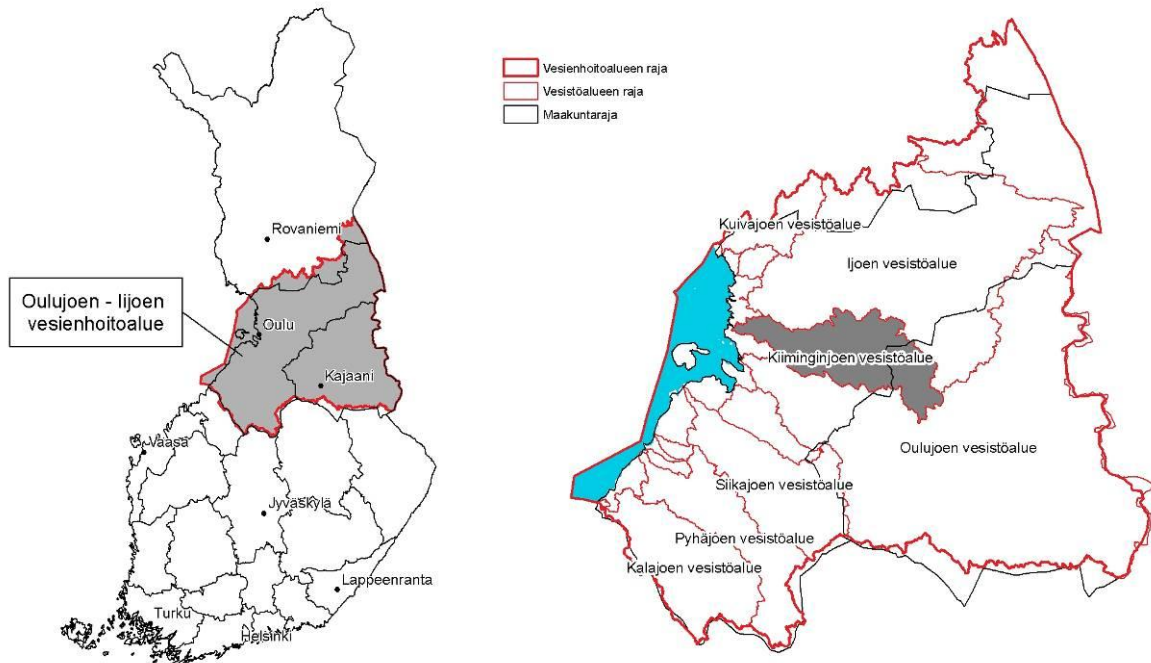 Rovaniemi
Oulujoen - Iijoen
vesienhoitoalue
Oulu
Kajaani
Vaasa
Jyväskylä
Lappeenranta
Turku
Helsinki
Vesienhoitoalueen raja
Vesistöalueen raja
Maakuntaraja
Kuivajoen vesistöalue
Ijoen vesistöalue
Kiiminginjoen vesistöalue
Oulujoen vesistöalue
Siikajoen vesistöalue
Pyhäjoen vesistöalue
Kalajoen vesistöalue